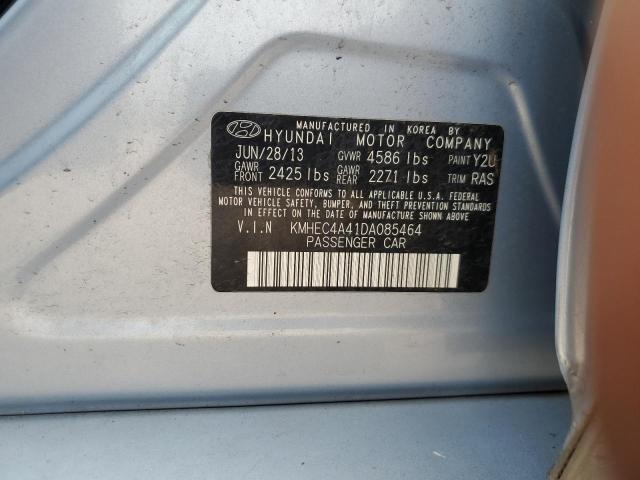 MANUFACTURED IN KOREA BY
HYUNDAI MOTOR COMPANY
JUN/28/13 GVWR 4586 lbs PAINT Y2U
GAWR FRONT 2425 lbs GAWR REAR 2271 lbs TRIM RAS
THIS VEHICLE CONFORMS TO ALL APPLICABLE U.S.A. FEDERAL
MOTOR VEHICLE SAFETY, BUMPER, AND THEFT PREVENTION STANDARDS
IN EFFECT ON THE DATE OF MANUFACTURE SHOWN ABOVE.
V.I.N KMHEC4A41DA085464
PASSENGER CAR